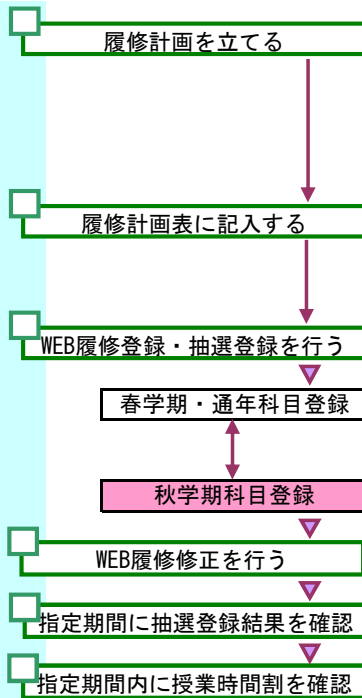 履修計画を立てる
履修計画表に記入する
WEB履修登録・抽選登録を行う
春学期・通年科目登録
秋学期科目登録
WEB履修修正を行う
指定期間に抽選登録結果を確認
指定期間内に授業時間割を確認